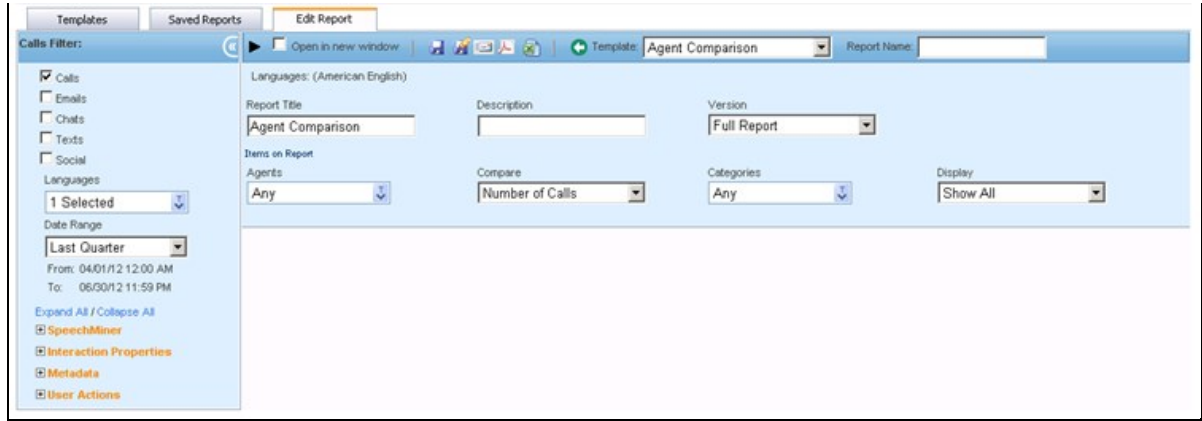 Templates
Saved Reports
Edit Report
Calls Filter:
Open in new window
Template:
Agent Comparison
Report Name:
Calls
Emails
Chats
Texts
Social
Languages
1 Selected
Date Range
Last Quarter
From: 04/01/12 12:00 AM
To: 06/30/12 11:59 PM
Expand All / Collapse All
SpeechMiner
Interaction Properties
Metadata
User Actions
Languages: (American English)
Report Title
Description
Version
Agent Comparison
Full Report
Items on Report
Agents
Compare
Categories
Display
Any
Number of Calls
Any
Show All